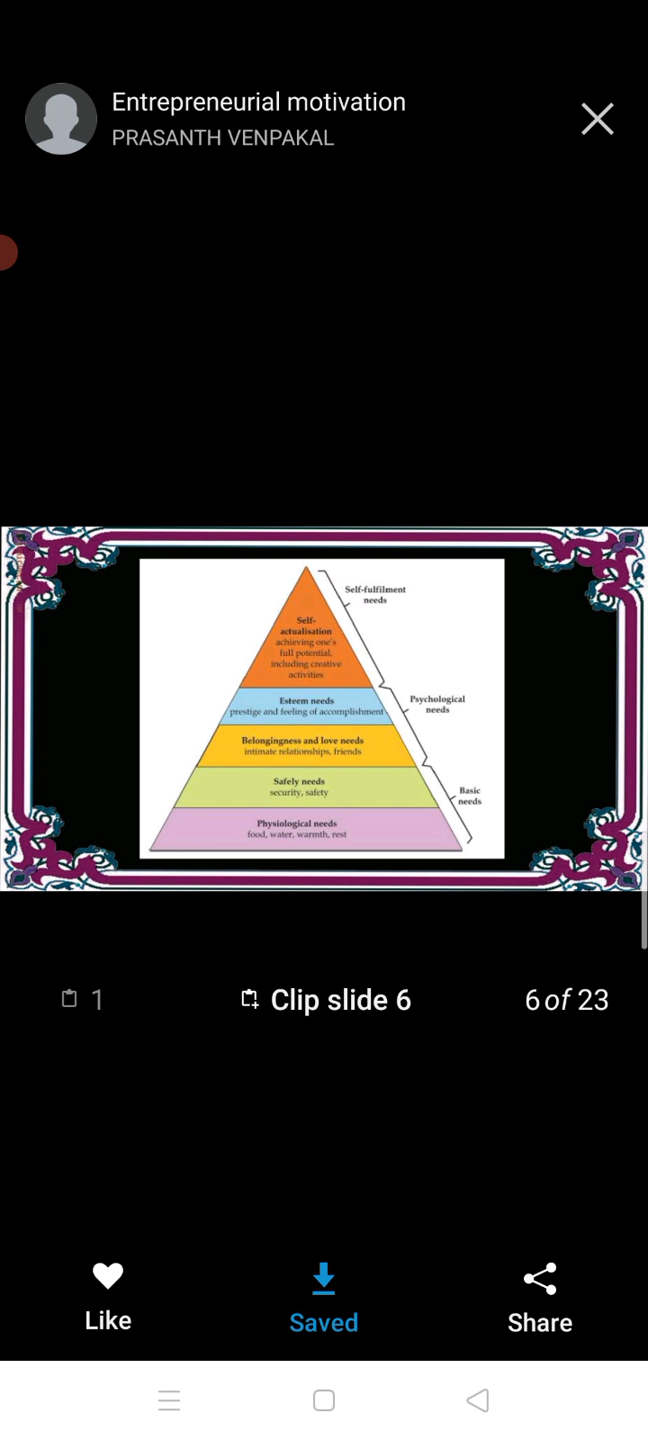 Entrepreneurial motivation
PRASANTH VENPAKAL
Self-fulfilment
needs
Self-
actualisation
achieving one's
full potential,
including creative
activities
Esteem needs
prestige and feeling of accomplishment
Psychological
needs
Belongingness and love needs
intimate relationships, friends
Safely needs
security, safety
Basic
needs
Physiological needs
food, water, warmth, rest
1
Clip slide 6
6 of 23
Like
Saved
Share